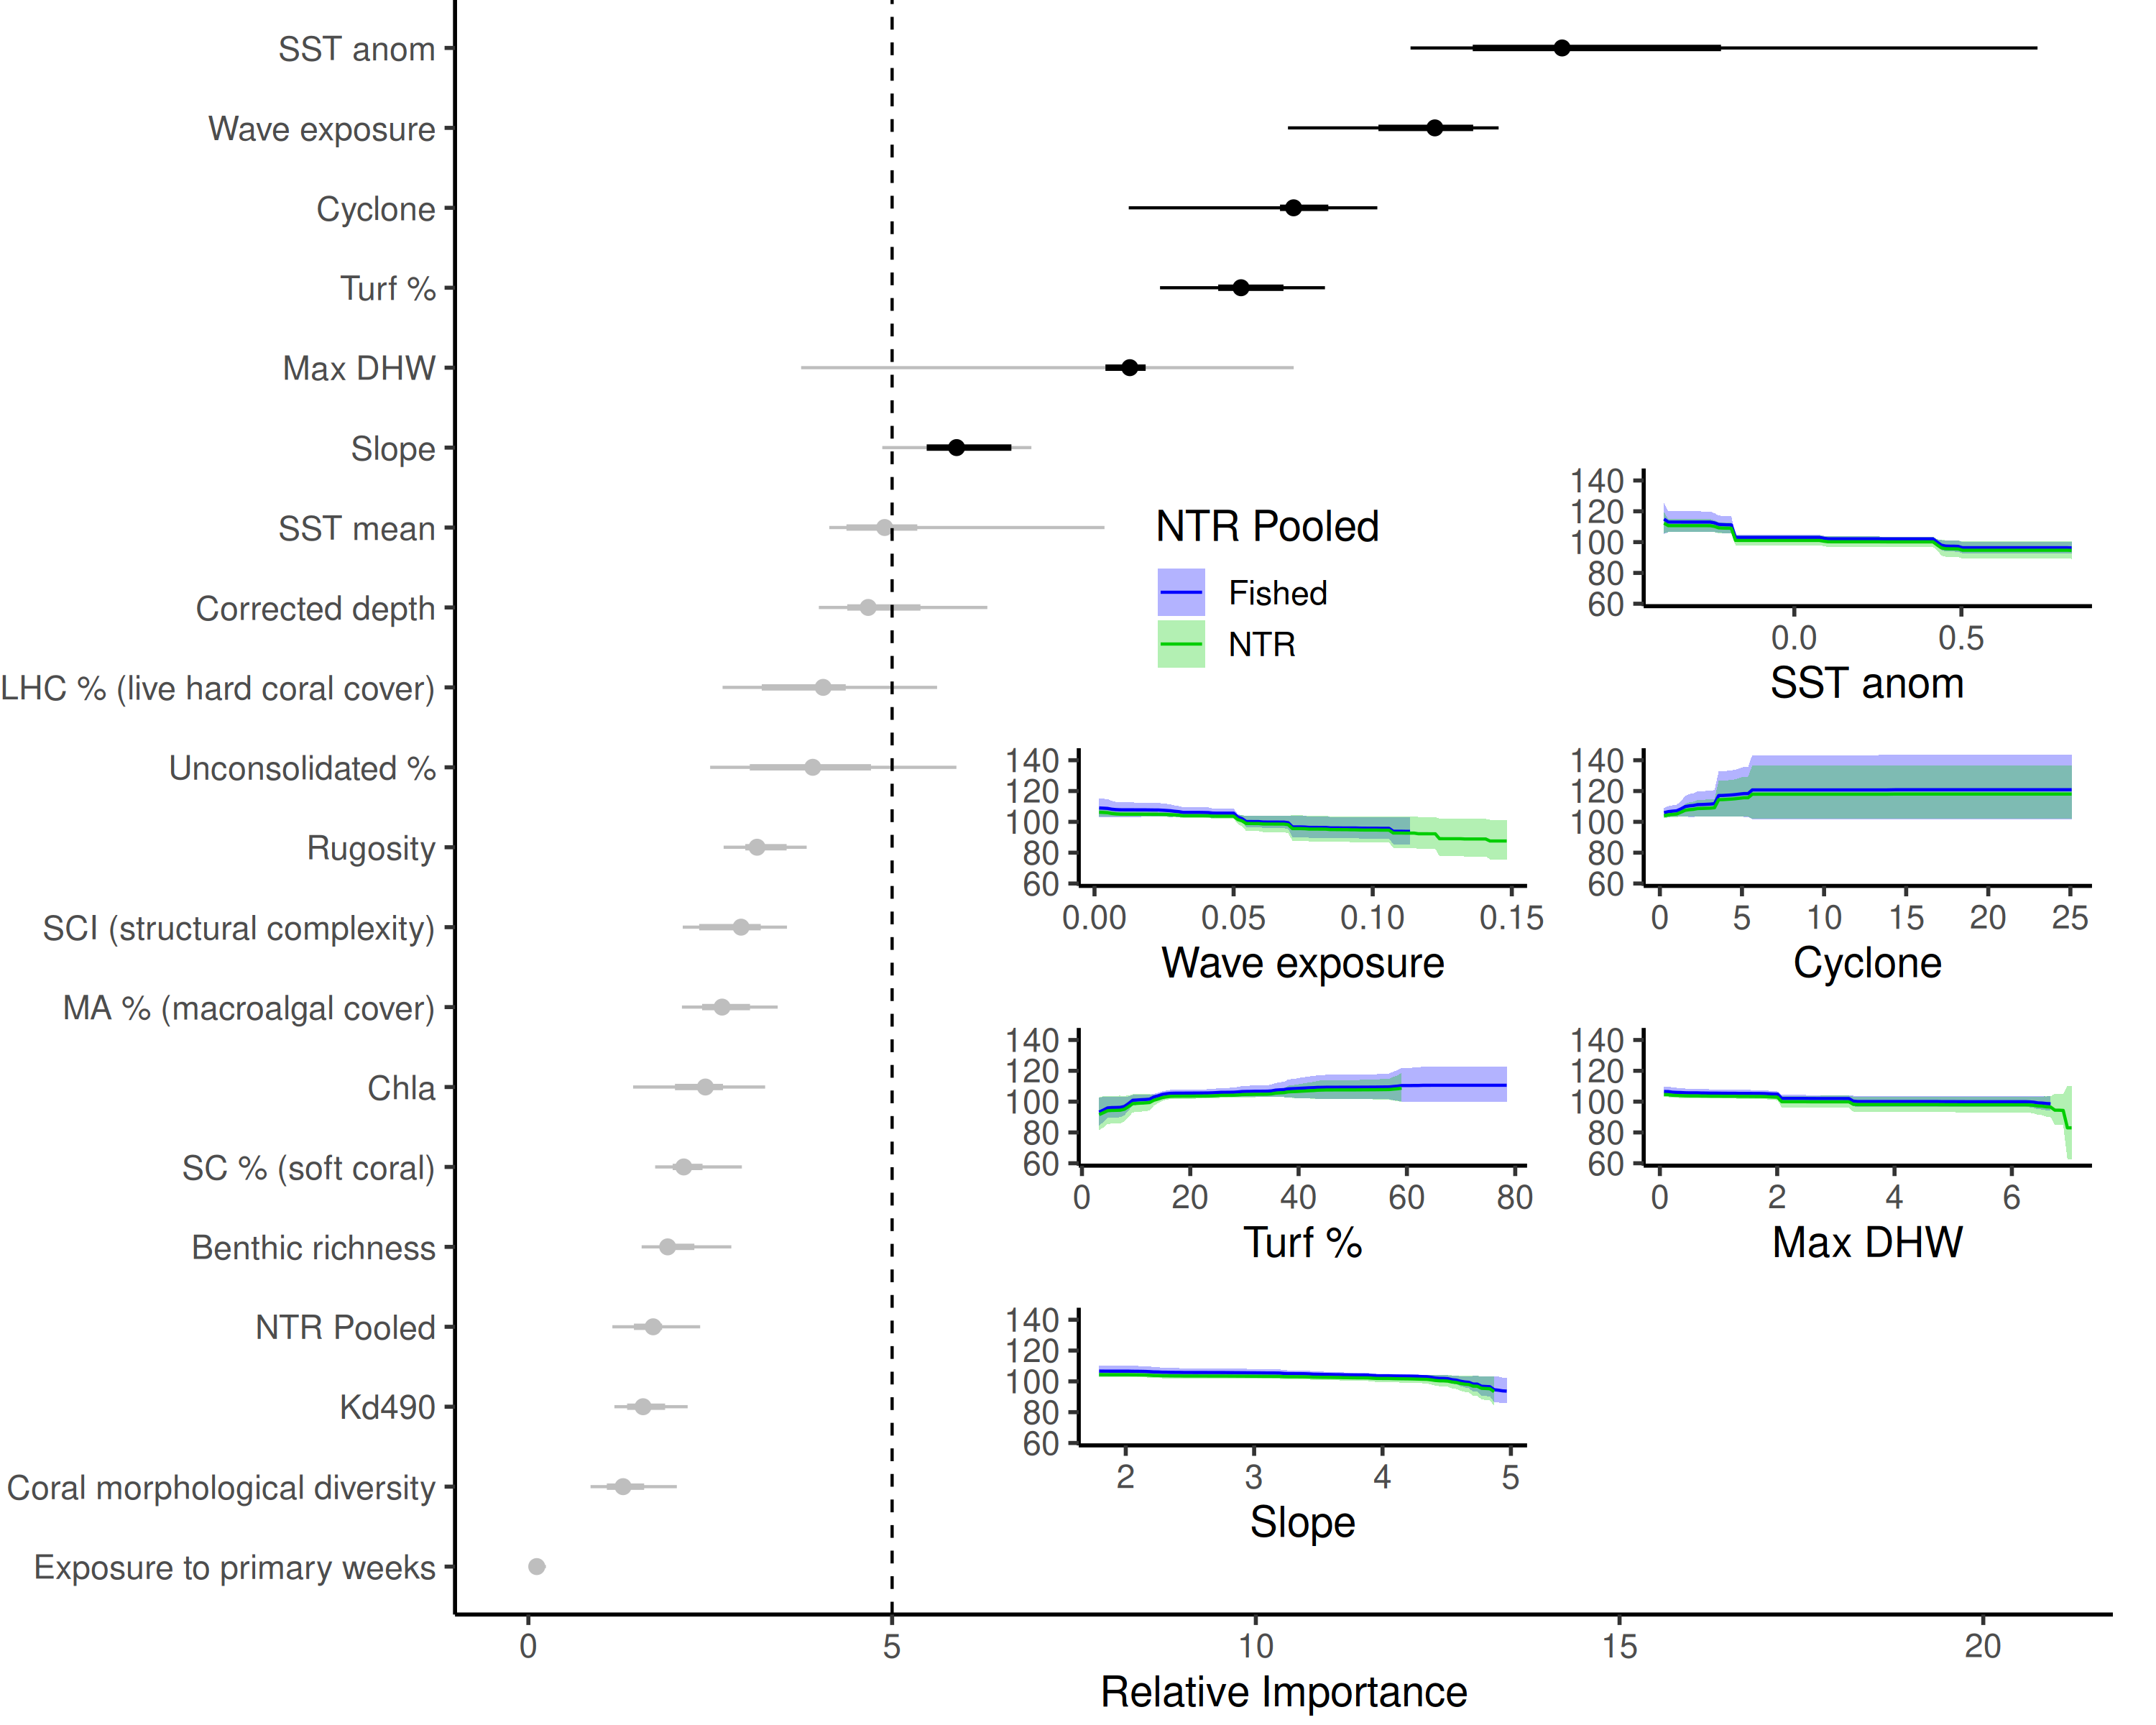 SST anom
Wave exposure
Cyclone
Turf %
Max DHW
Slope
SST mean
Corrected depth
LHC % (live hard coral cover)
Unconsolidated %
Rugosity
SCI (structural complexity)
MA % (macroalgal cover)
Chla
SC % (soft coral)
Benthic richness
NTR Pooled
Kd490
Coral morphological diversity
Exposure to primary weeks
0 5 10 15 20
Relative Importance
NTR Pooled
Fished
NTR
140
120
100
80
60
0.0 0.5
SST anom
140
120
100
80
60
0.00 0.05 0.10 0.15
Wave exposure
140
120
100
80
60
0 5 10 15 20 25
Cyclone
140
120
100
80
60
0 20 40 60 80
Turf %
140
120
100
80
60
0 2 4 6
Max DHW
140
120
100
80
60
2 3 4 5
Slope